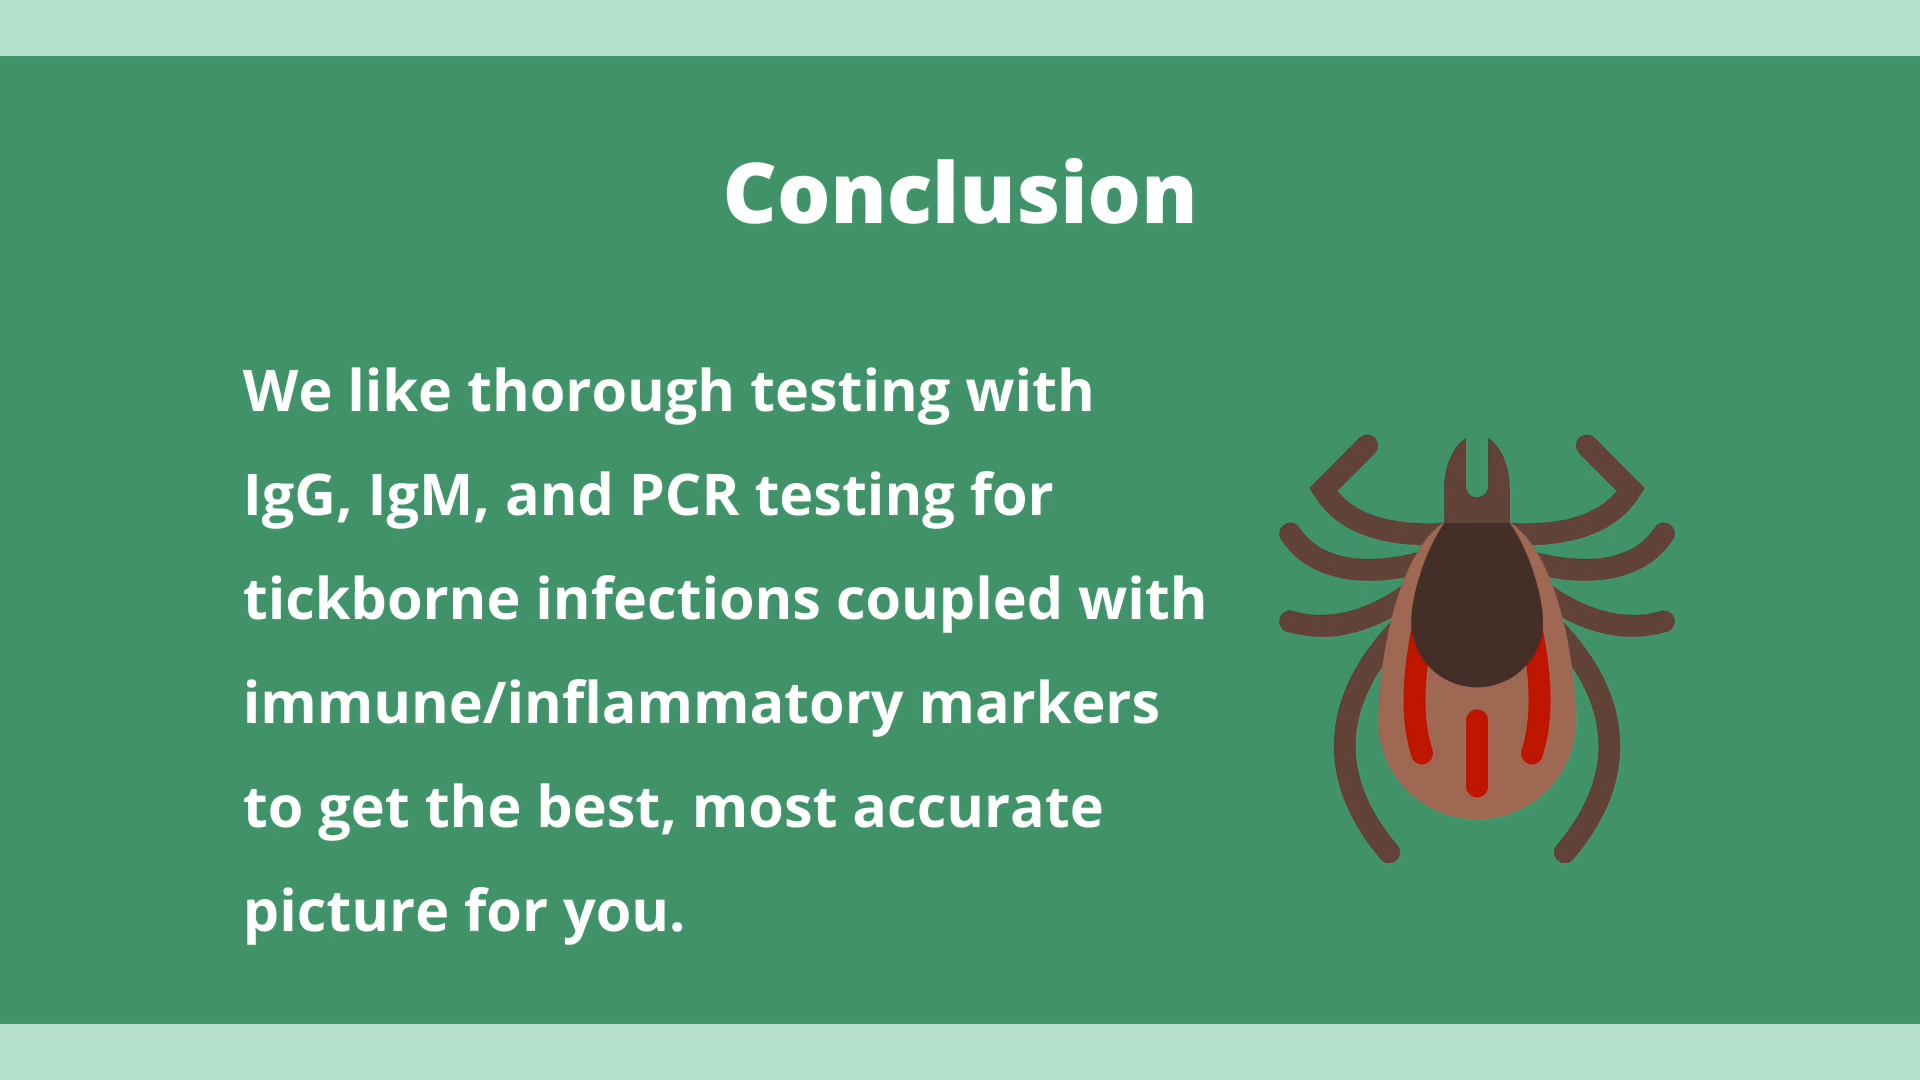 Conclusion
We like thorough testing with
IgG, IgM, and PCR testing for
tickborne infections coupled with
immune/inflammatory markers
to get the best, most accurate
picture for you.